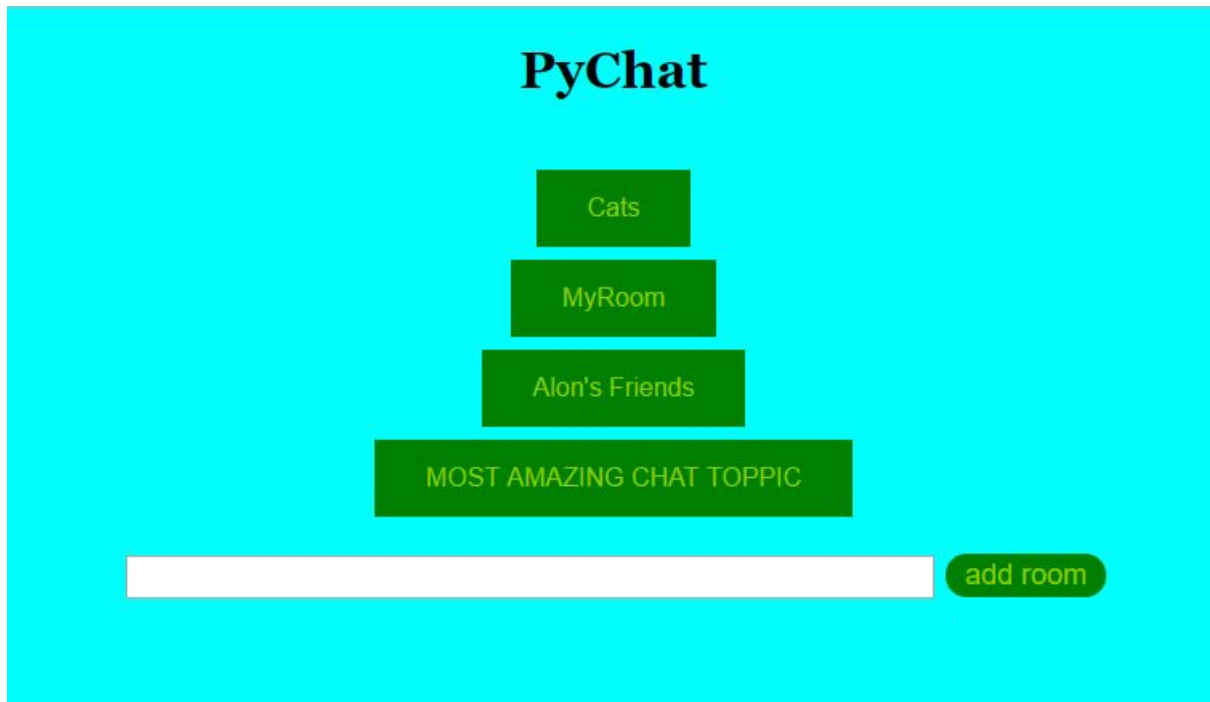 PyChat
Cats
MyRoom
Alon's Friends
MOST AMAZING CHAT TOPPIC
add room